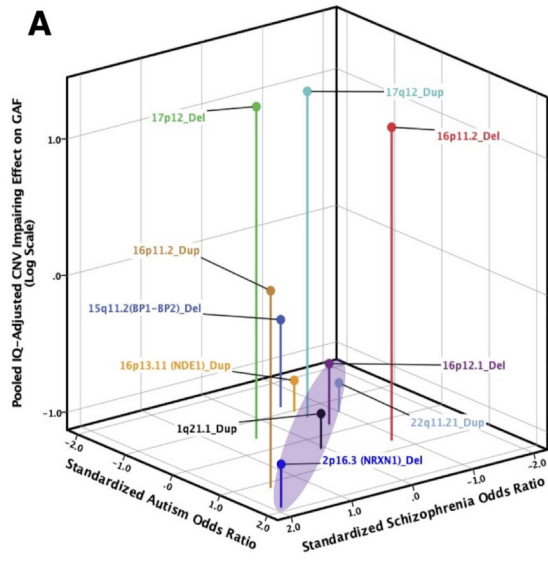 A
17q12_Dup
17p12_Del
16p11.2_Del
1.0
Pooled IQ-Adjusted CNV Impairing Effect on GAF
(Log Scale)
16p11.2_Dup
.0
15q11.2(BP1-BP2)_Del
16p13.11 (NDE1)_Dup
16p12.1_Del
-1.0
1q21.1_Dup
22q11.21_Dup
2p16.3 (NRXN1)_Del
-2.0
-1.0
.0
1.0
2.0
Standardized Autism Odds Ratio
2.0
1.0
.0
-1.0
-2.0
Standardized Schizophrenia Odds Ratio